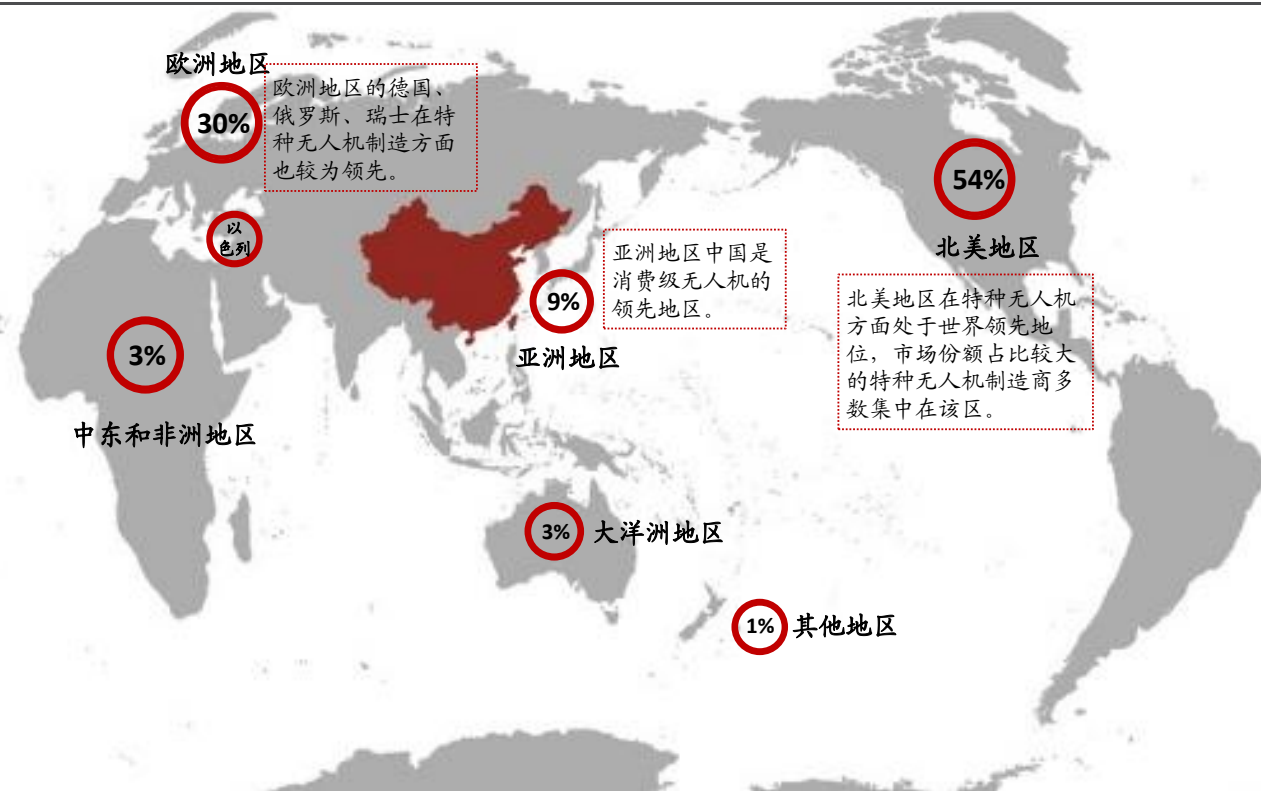 欧洲地区
30%
欧洲地区的德国、
俄罗斯、瑞士在特
种无人机制造方面
也较为领先。
以
色列
3%
中东和非洲地区
9%
亚洲地区
亚洲地区中国是
消费级无人机的
领先地区。
54%
北美地区
北美地区在特种无人机
方面处于世界领先地
位，市场份额占比较大
的特种无人机制造商多
数集中在该区。
3%
大洋洲地区
1%
其他地区